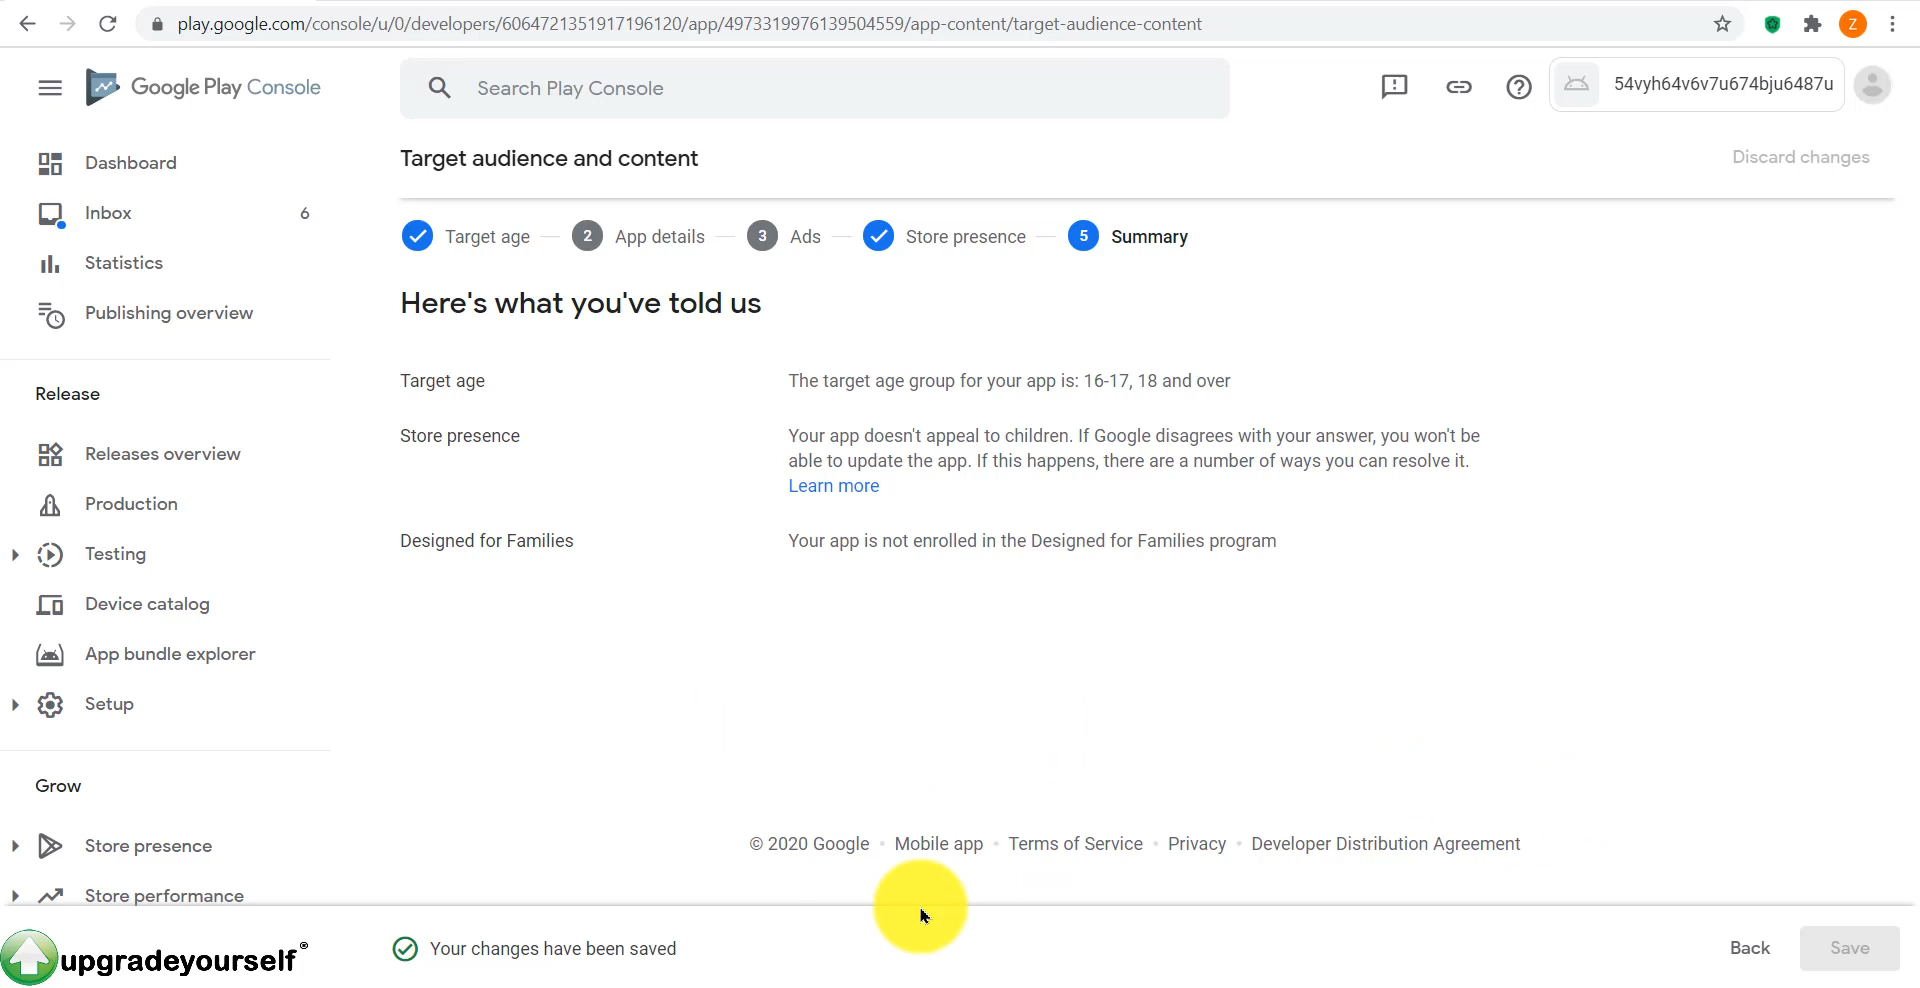 play.google.com/console/u/0/developers/6064721351917196120/app/4973319976139504559/app-content/target-audience-content
Z
Google Play Console
Search Play Console
54vyh64v6v7u674bju6487u
Dashboard
Inbox 6
Statistics
Publishing overview
Release
Releases overview
Production
Testing
Device catalog
App bundle explorer
Setup
Grow
Store presence
Store performance
Target audience and content
Discard changes
Target age 2 App details 3 Ads Store presence 5 Summary
Here's what you've told us
Target age The target age group for your app is: 16-17, 18 and over
Store presence Your app doesn't appeal to children. If Google disagrees with your answer, you won't be
able to update the app. If this happens, there are a number of ways you can resolve it.
Learn more
Designed for Families Your app is not enrolled in the Designed for Families program
© 2020 Google • Mobile app • Terms of Service • Privacy • Developer Distribution Agreement
upgradeyourself®
Your changes have been saved
Back Save